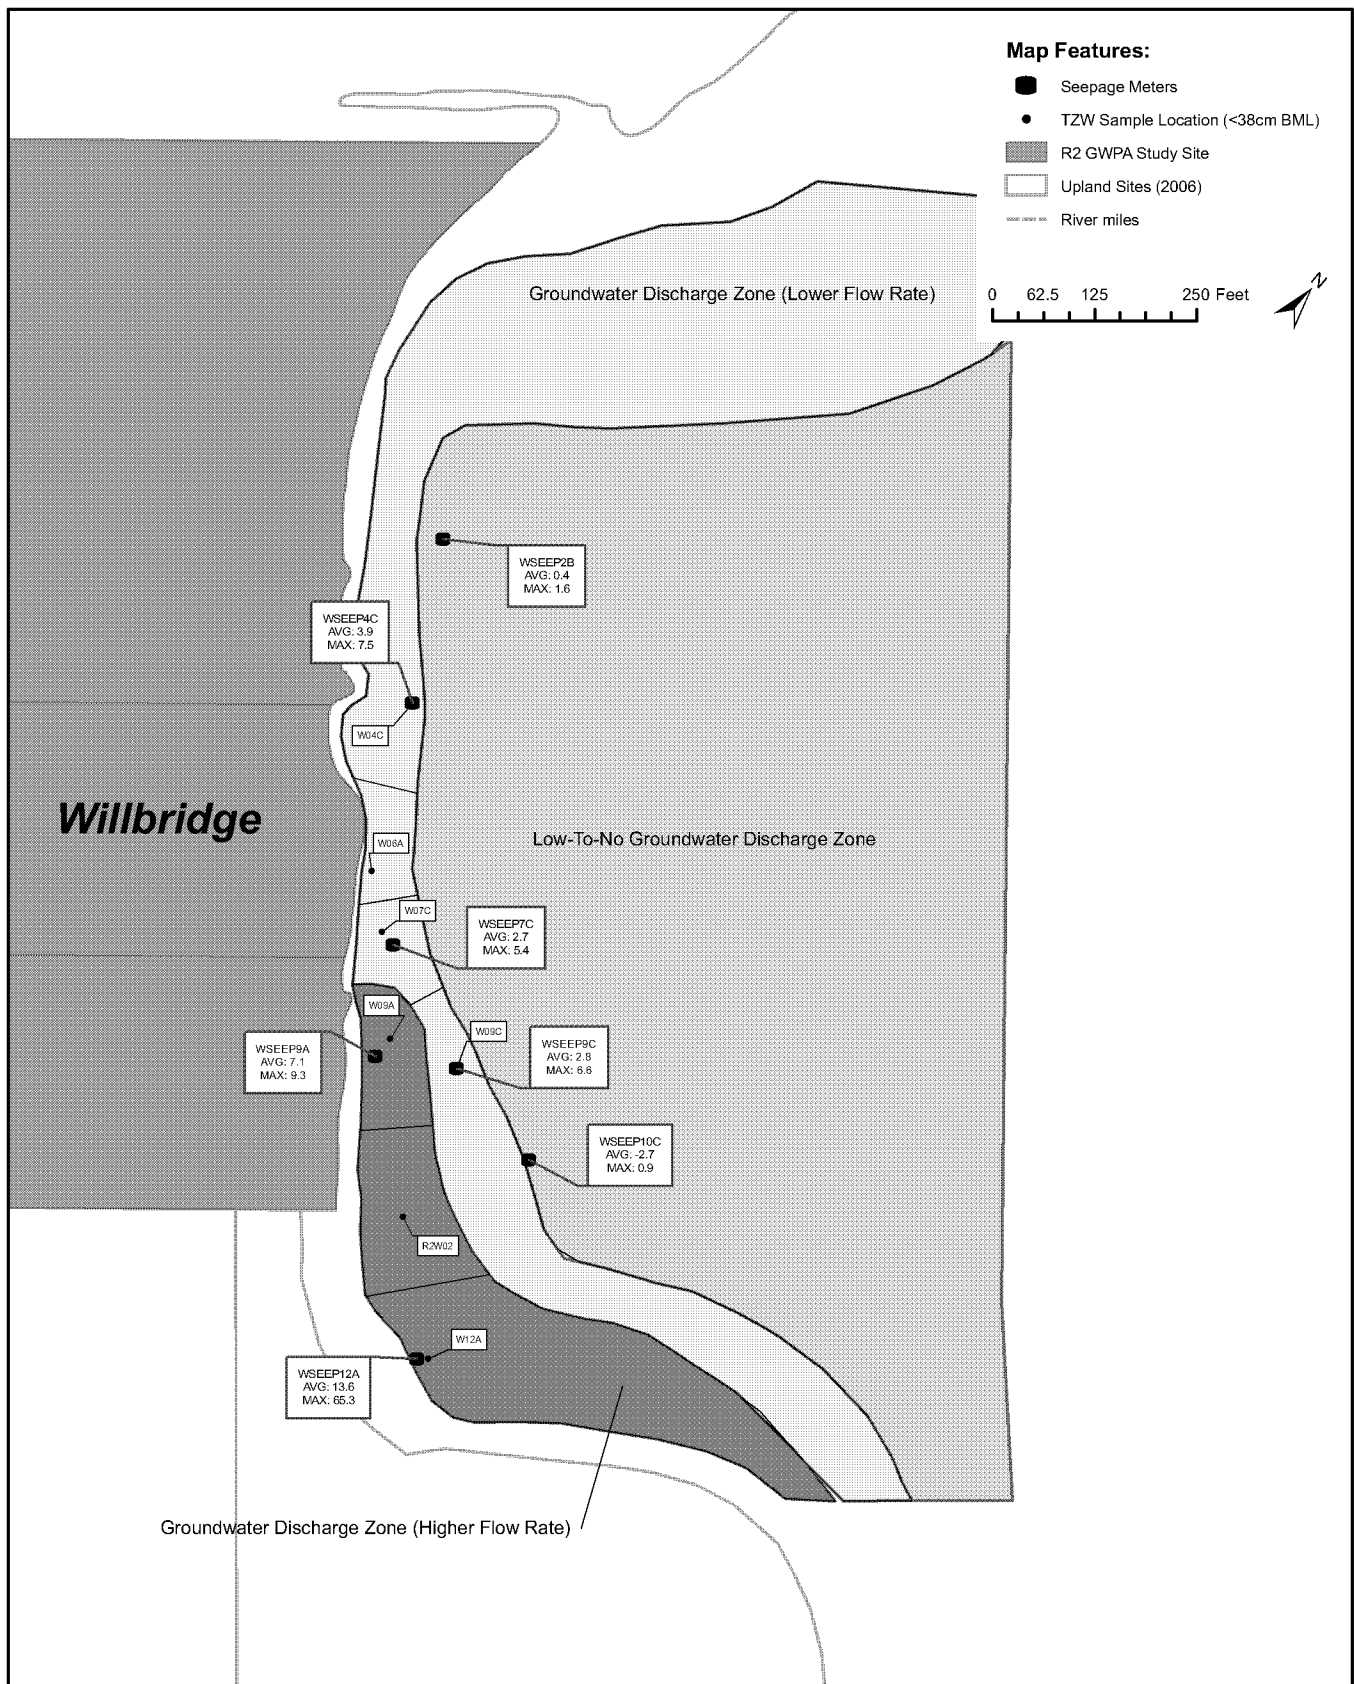 Map Features:
Seepage Meters
TZW Sample Location (<38cm BML)
R2 GWPA Study Site
Upland Sites (2006)
River miles
0 62.5 125 250 Feet
N
Groundwater Discharge Zone (Lower Flow Rate)
WSEEP2B
AVG: 0.4
MAX: 1.6
WSEEP4C
AVG: 3.9
MAX: 7.5
W04C
Willbridge
Low-To-No Groundwater Discharge Zone
W06A
W07C
WSEEP7C
AVG: 2.7
MAX: 5.4
W09A
W09C
WSEEP9A
AVG: 7.1
MAX: 9.3
WSEEP9C
AVG: 2.8
MAX: 6.6
WSEEP10C
AVG: -2.7
MAX: 0.9
R2W02
W12A
WSEEP12A
AVG: 13.6
MAX: 65.3
Groundwater Discharge Zone (Higher Flow Rate)